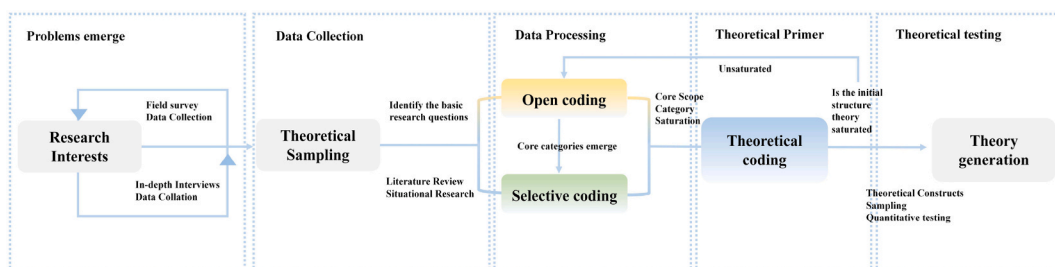 Problems emerge
Field survey
Data Collection
Research
Interests
In-depth Interviews
Data Collation
Data Collection
Theoretical
Sampling
Identify the basic
research questions
Literature Review
Situational Research
Data Processing
Open coding
Core categories emerge
Selective coding
Core Scope
Category
Saturation
Theoretical Primer
Unsaturated
Theoretical
coding
Is the initial
structure
theory
saturated
Theoretical testing
Theory
generation
Theoretical Constructs
Sampling
Quantitative testing